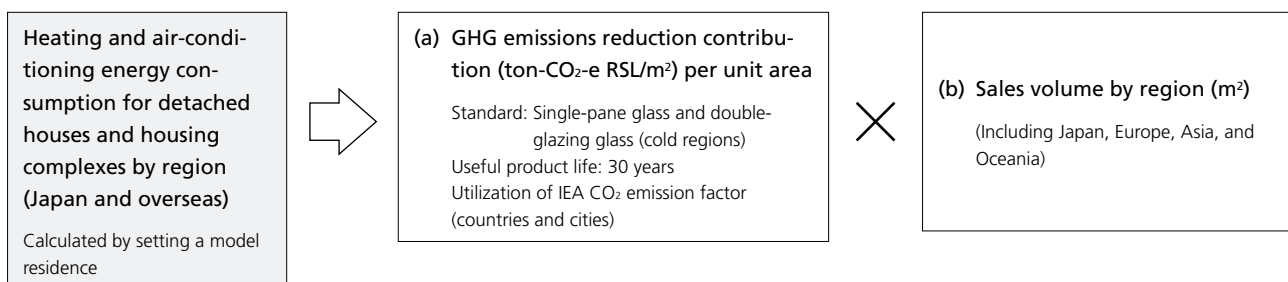 Heating and air-condi-
tioning energy con-
sumption for detached
houses and housing
complexes by region
(Japan and overseas)
Calculated by setting a model
residence
(a) GHG emissions reduction contribu-
tion (ton-CO₂-e RSL/m²) per unit area
Standard: Single-pane glass and double-
glazing glass (cold regions)
Useful product life: 30 years
Utilization of IEA CO₂ emission factor
(countries and cities)
(b) Sales volume by region (m²)
(Including Japan, Europe, Asia, and
Oceania)